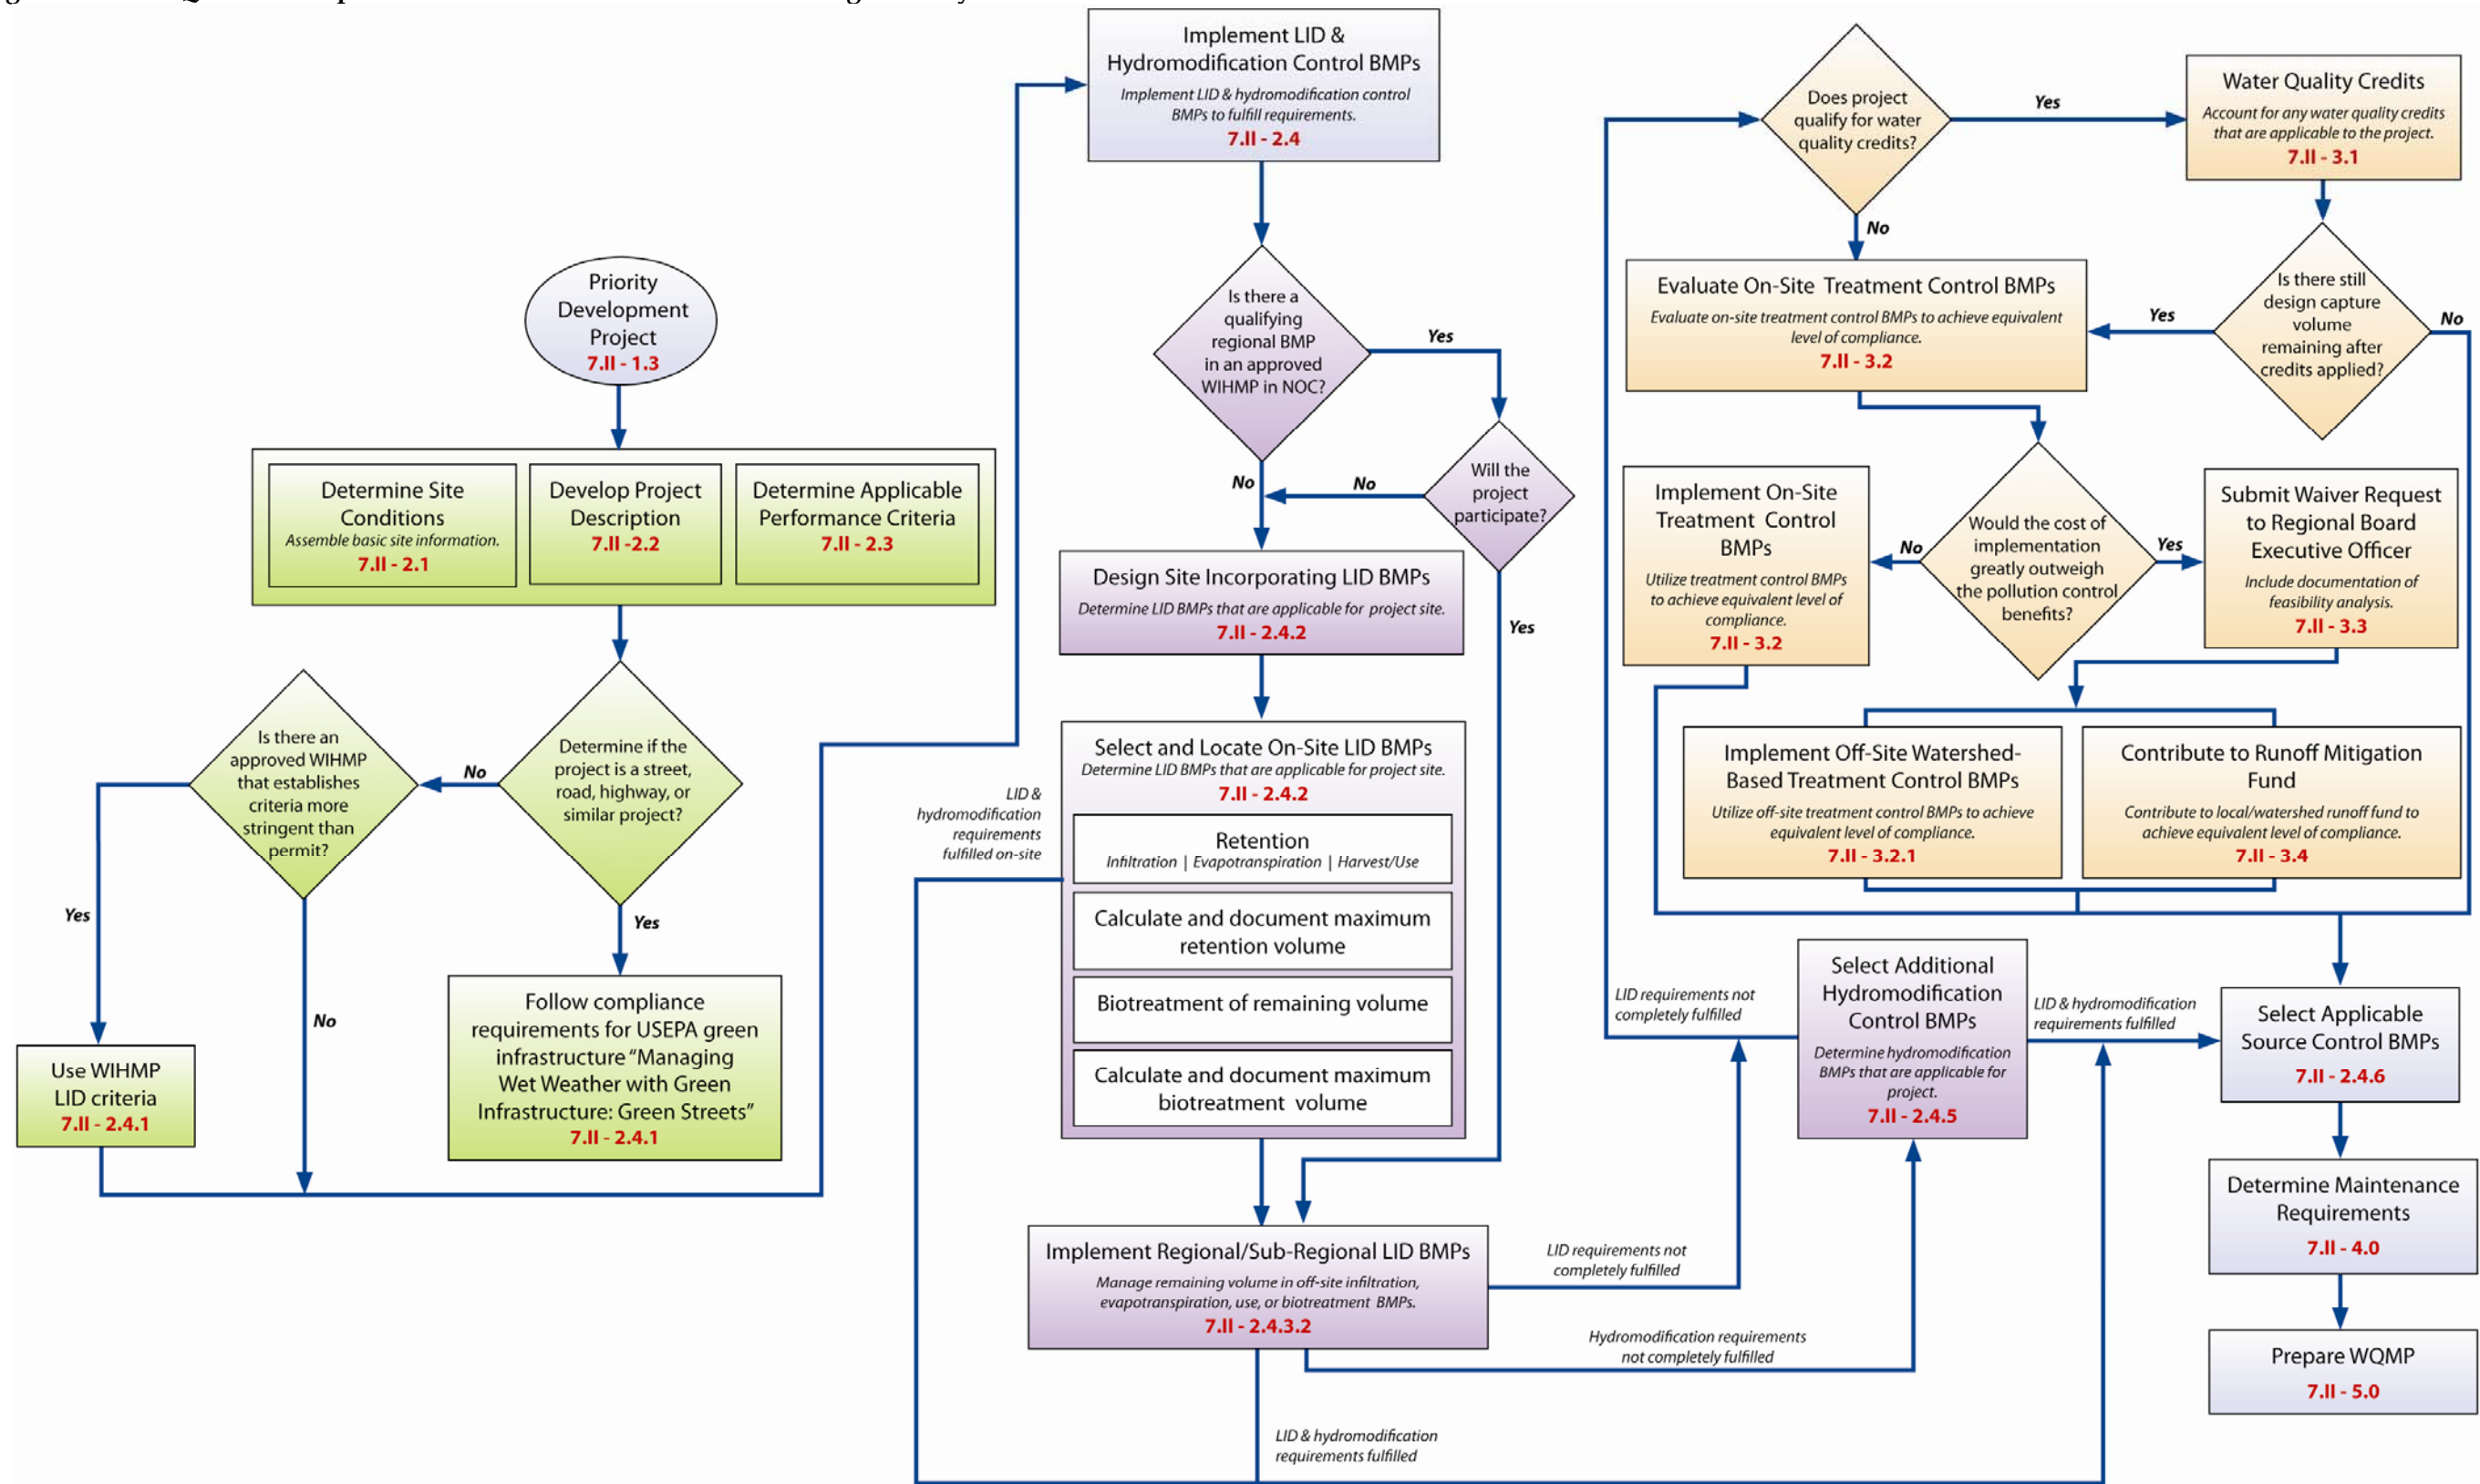 Implement LID &
Hydromodification Control BMPs
Implement LID & hydromodification control
BMPs to fulfill requirements.
7.II - 2.4
Priority
Development
Project
7.II - 1.3
Determine Site
Conditions
Assemble basic site information.
7.II - 2.1
Develop Project
Description
7.II -2.2
Determine Applicable
Performance Criteria
7.II - 2.3
Is there an
approved WIHMP
that establishes
criteria more
stringent than
permit?
No
Determine if the
project is a street,
road, highway, or
similar project?
Yes
No
Yes
Use WIHMP
LID criteria
7.II - 2.4.1
Follow compliance
requirements for USEPA green
infrastructure “Managing
Wet Weather with Green
Infrastructure: Green Streets”
7.II - 2.4.1
Is there a
qualifying
regional BMP
in an approved
WIHMP in NOC?
Yes
No
No
Will the
project
participate?
Yes
Design Site Incorporating LID BMPs
Determine LID BMPs that are applicable for project site.
7.II - 2.4.2
Select and Locate On-Site LID BMPs
Determine LID BMPs that are applicable for project site.
7.II - 2.4.2
Retention
Infiltration | Evapotranspiration | Harvest/Use
Calculate and document maximum
retention volume
Biotreatment of remaining volume
Calculate and document maximum
biotreatment volume
LID &
hydromodification
requirements
fulfilled on-site
Implement Regional/Sub-Regional LID BMPs
Manage remaining volume in off-site infiltration,
evapotranspiration, use, or biotreatment BMPs.
7.II - 2.4.3.2
LID requirements not
completely fulfilled
Hydromodification requirements
not completely fulfilled
LID & hydromodification
requirements fulfilled
Does project
qualify for water
quality credits?
Yes
No
Water Quality Credits
Account for any water quality credits
that are applicable to the project.
7.II - 3.1
Evaluate On-Site Treatment Control BMPs
Evaluate on-site treatment control BMPs to achieve equivalent
level of compliance.
7.II - 3.2
Yes
Is there still
design capture
volume
remaining after
credits applied?
No
Implement On-Site
Treatment Control
BMPs
Utilize treatment control BMPs
to achieve equivalent level of
compliance.
7.II - 3.2
No
Would the cost of
implementation
greatly outweigh
the pollution control
benefits?
Yes
Submit Waiver Request
to Regional Board
Executive Officer
Include documentation of
feasibility analysis.
7.II - 3.3
Implement Off-Site Watershed-
Based Treatment Control BMPs
Utilize off-site treatment control BMPs to achieve
equivalent level of compliance.
7.II - 3.2.1
Contribute to Runoff Mitigation
Fund
Contribute to local/watershed runoff fund to
achieve equivalent level of compliance.
7.II - 3.4
LID requirements not
completely fulfilled
Select Additional
Hydromodification
Control BMPs
Determine hydromodification
BMPs that are applicable for
project.
7.II - 2.4.5
LID & hydromodification
requirements fulfilled
Select Applicable
Source Control BMPs
7.II - 2.4.6
Determine Maintenance
Requirements
7.II - 4.0
Prepare WQMP
7.II - 5.0